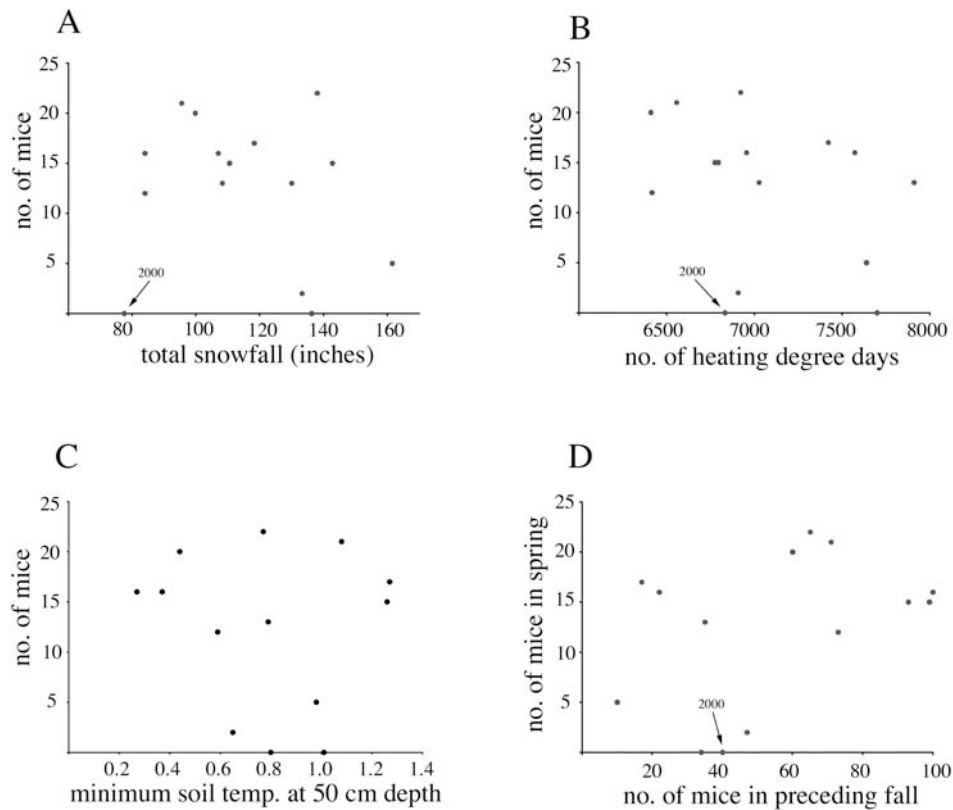 A
no. of mice
25
20
15
10
5
2000
80 100 120 140 160
total snowfall (inches)
B
no. of mice
25
20
15
10
5
2000
6500 7000 7500 8000
no. of heating degree days
C
no. of mice
25
20
15
10
5
0.2 0.4 0.6 0.8 1.0 1.2 1.4
minimum soil temp. at 50 cm depth
D
no. of mice in spring
25
20
15
10
5
2000
20 40 60 80 100
no. of mice in preceding fall